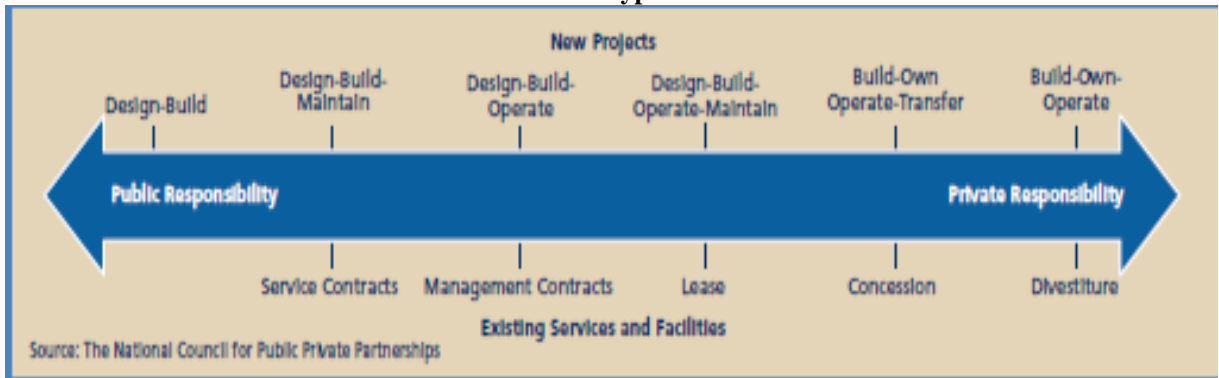 New Projects
Design-Build
Design-Build-
Maintain
Design-Build-
Operate
Design-Build-
Operate-Maintain
Build-Own
Operate-Transfer
Build-Own-
Operate
Public Responsibility
Private Responsibility
Service Contracts
Management Contracts
Lease
Concession
Divestiture
Existing Services and Facilities
Source: The National Council for Public Private Partnerships